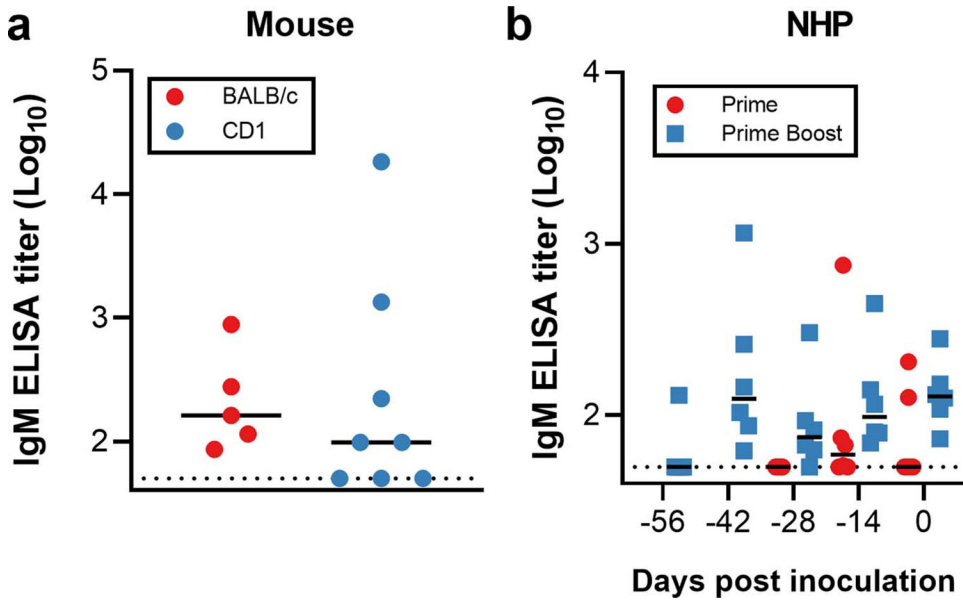 a
Mouse
IgM ELISA titer (Log10)
5
4
3
2
BALB/c
CD1
b
NHP
IgM ELISA titer (Log10)
4
3
2
Prime
Prime Boost
-56 -42 -28 -14 0
Days post inoculation